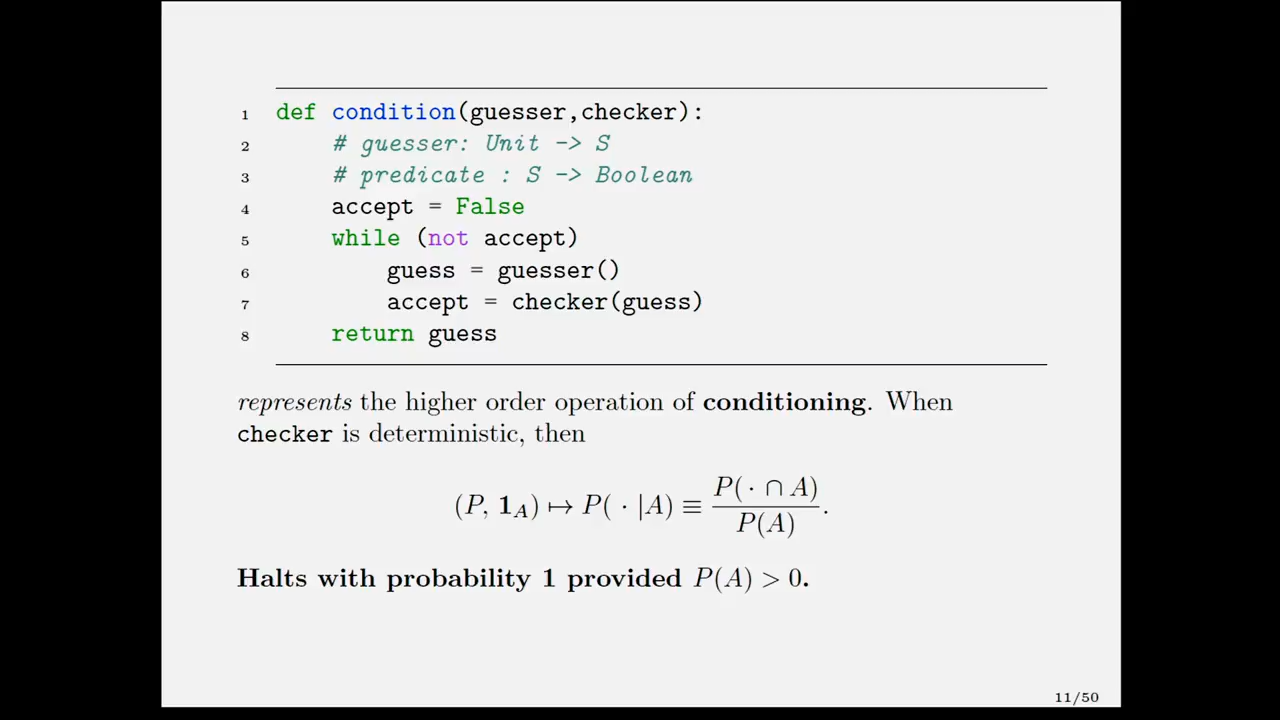 1 def condition(guesser,checker):
2 # guesser: Unit -> S
3 # predicate : S -> Boolean
4 accept = False
5 while (not accept)
6 guess = guesser()
7 accept = checker(guess)
8 return guess
represents the higher order operation of conditioning. When
checker is deterministic, then
(P, 1_A) ↦ P( · |A) ≡ P( · ∩ A) / P(A) .
Halts with probability 1 provided P(A) > 0.
11/50